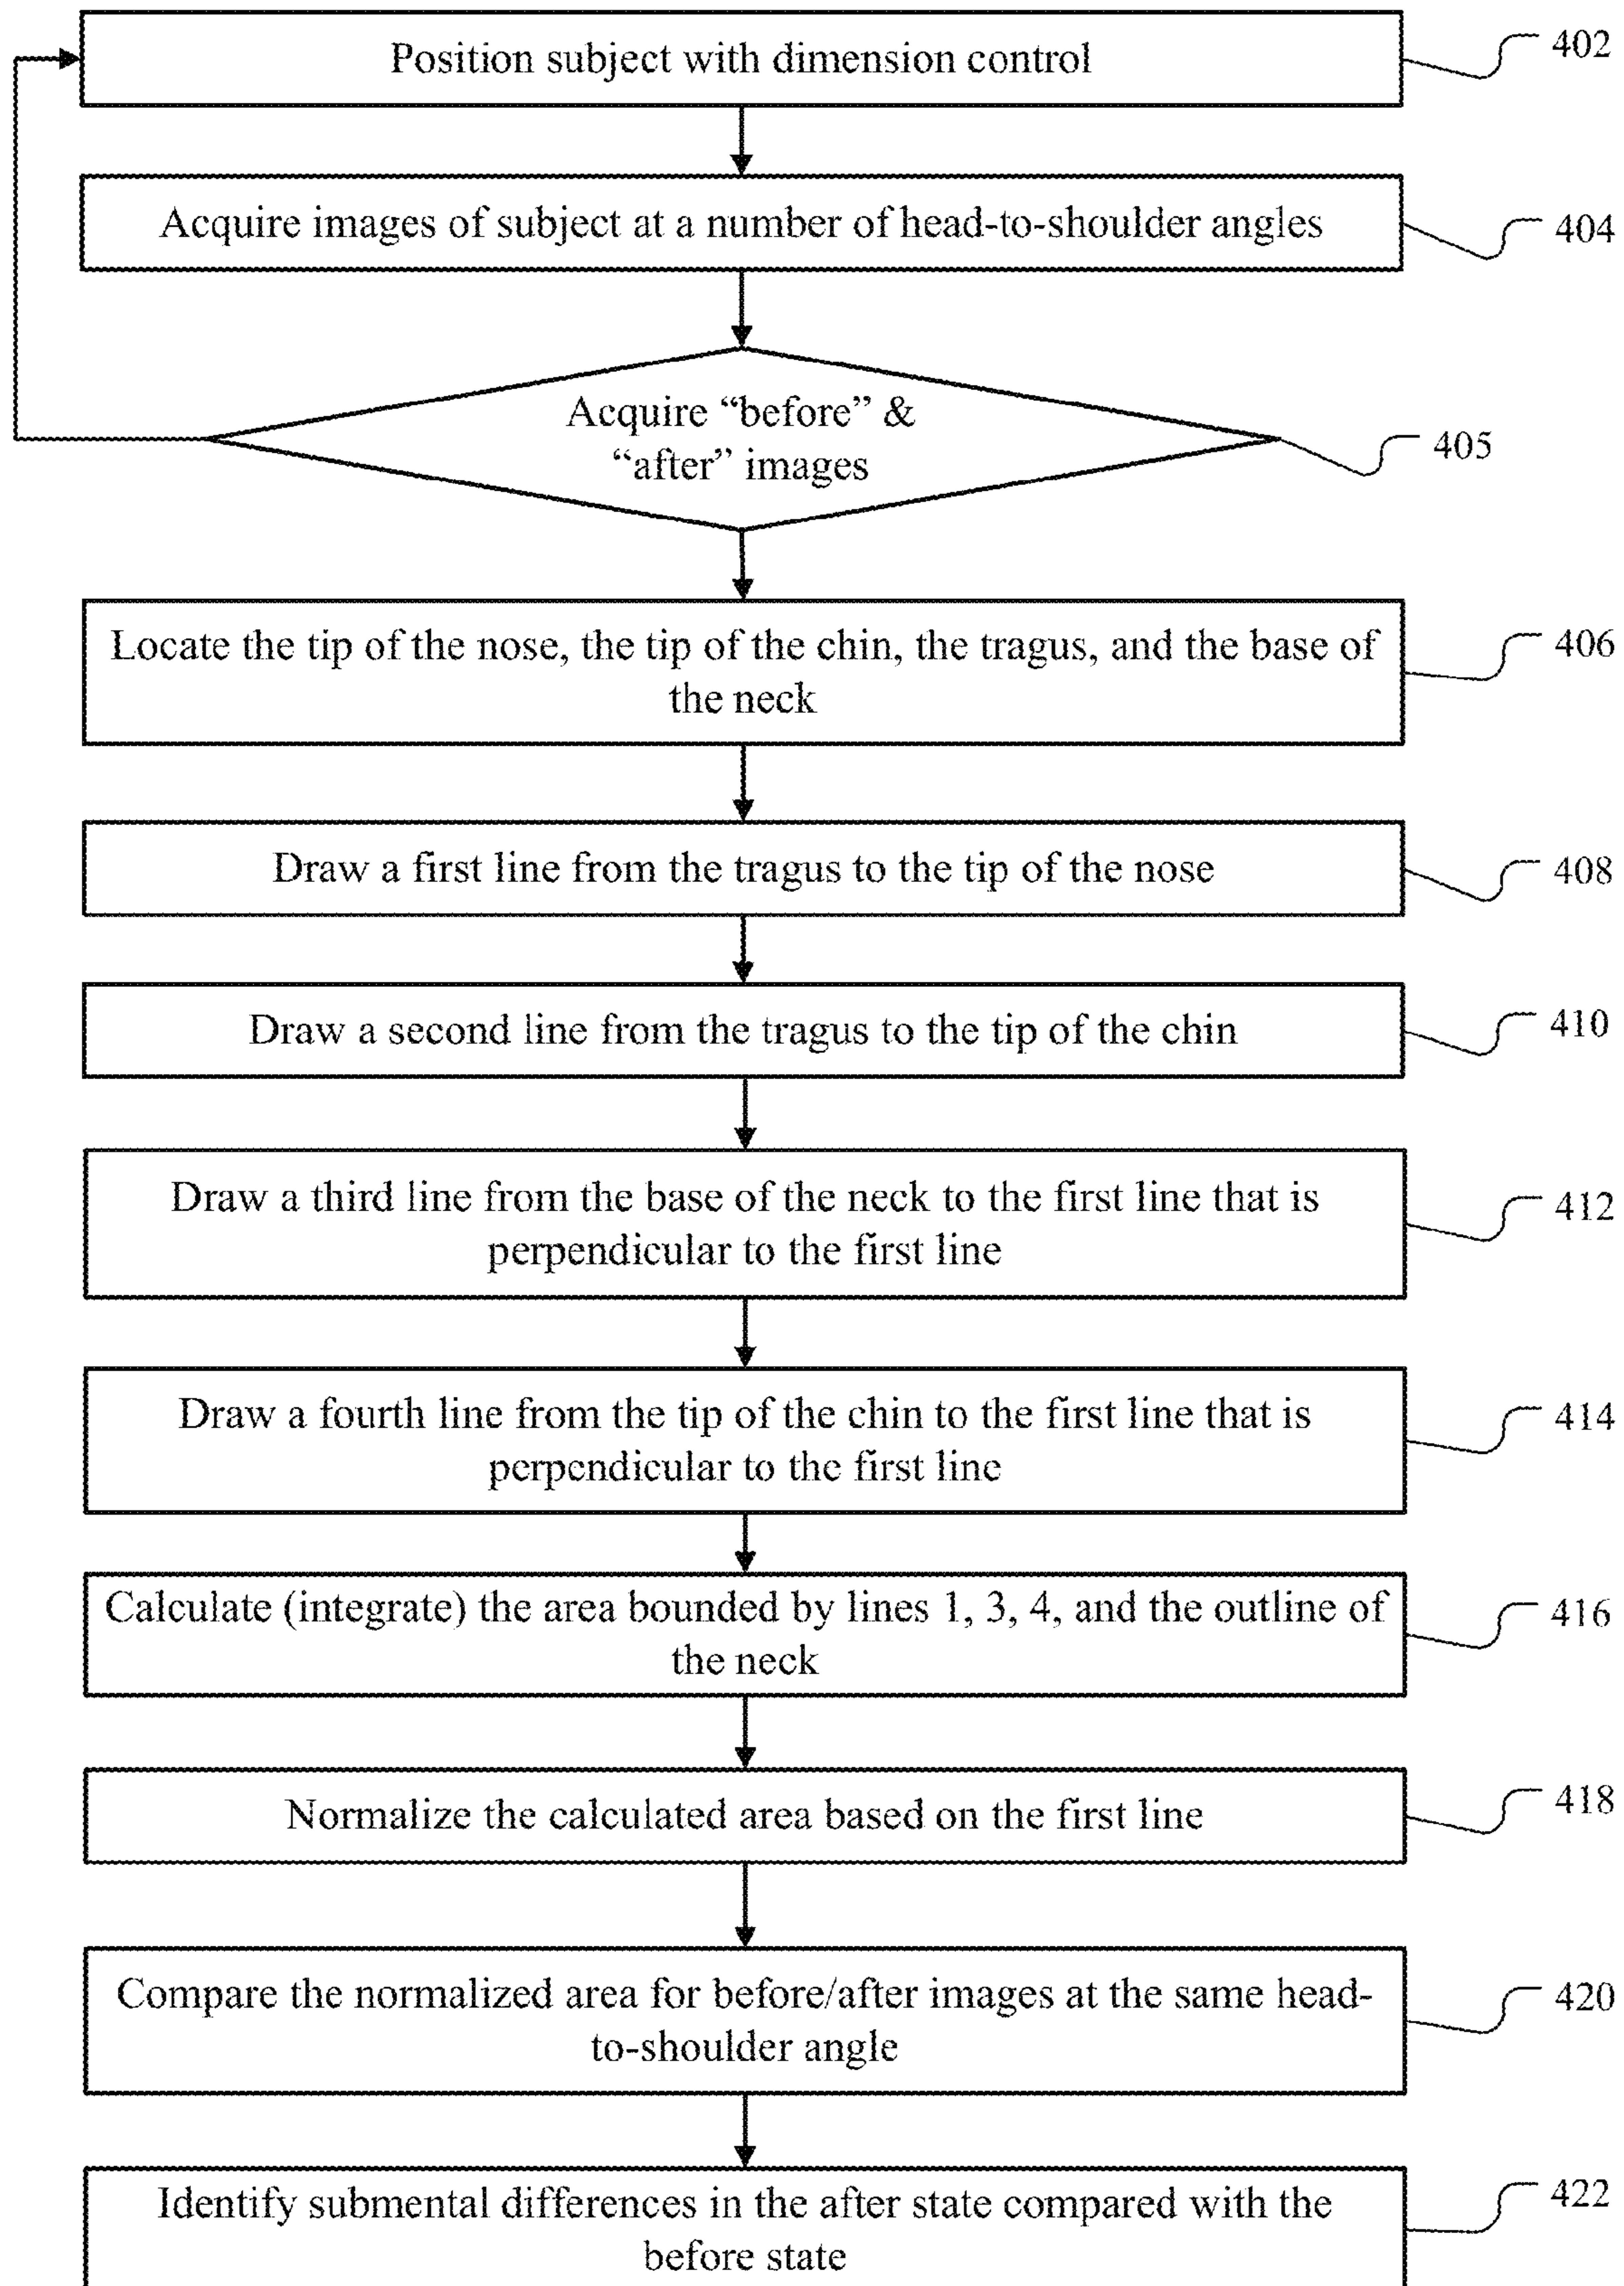 Position subject with dimension control
402
Acquire images of subject at a number of head-to-shoulder angles
404
Acquire “before” &
“after” images
405
Locate the tip of the nose, the tip of the chin, the tragus, and the base of
the neck
406
Draw a first line from the tragus to the tip of the nose
408
Draw a second line from the tragus to the tip of the chin
410
Draw a third line from the base of the neck to the first line that is
perpendicular to the first line
412
Draw a fourth line from the tip of the chin to the first line that is
perpendicular to the first line
414
Calculate (integrate) the area bounded by lines 1, 3, 4, and the outline of
the neck
416
Normalize the calculated area based on the first line
418
Compare the normalized area for before/after images at the same head-
to-shoulder angle
420
Identify submental differences in the after state compared with the
before state
422